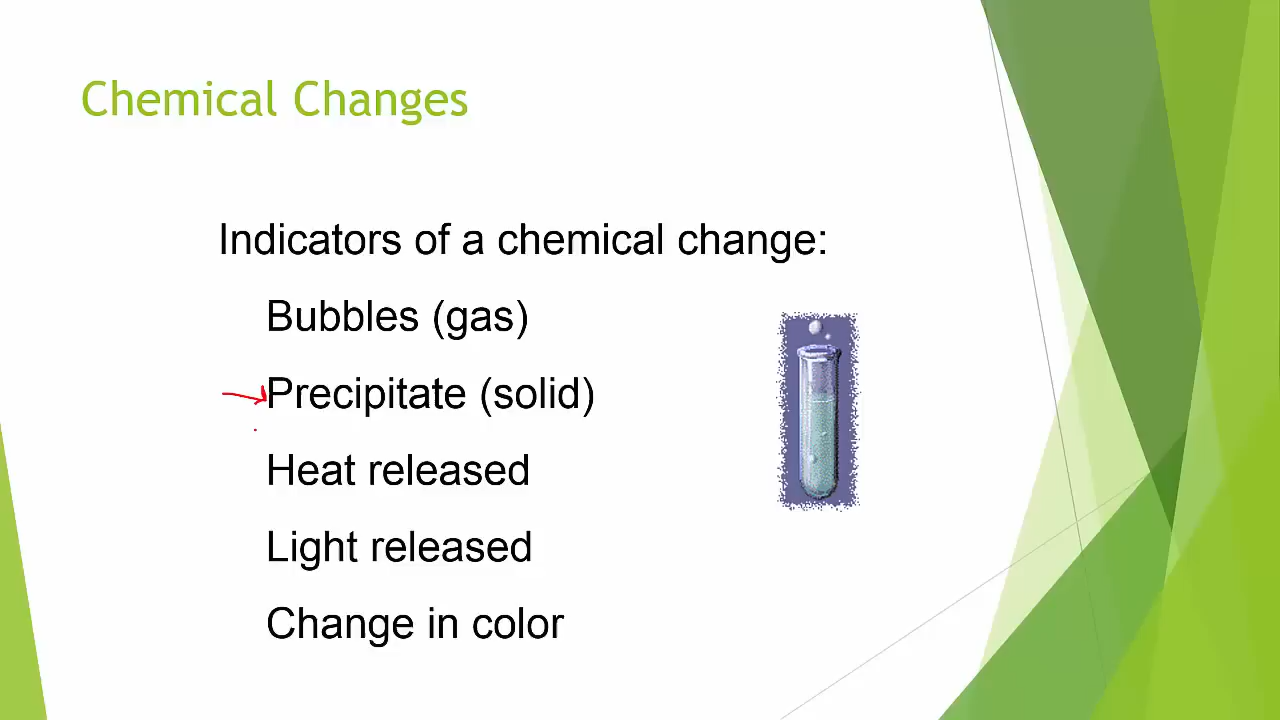 Chemical Changes
Indicators of a chemical change:
Bubbles (gas)
Precipitate (solid)
Heat released
Light released
Change in color